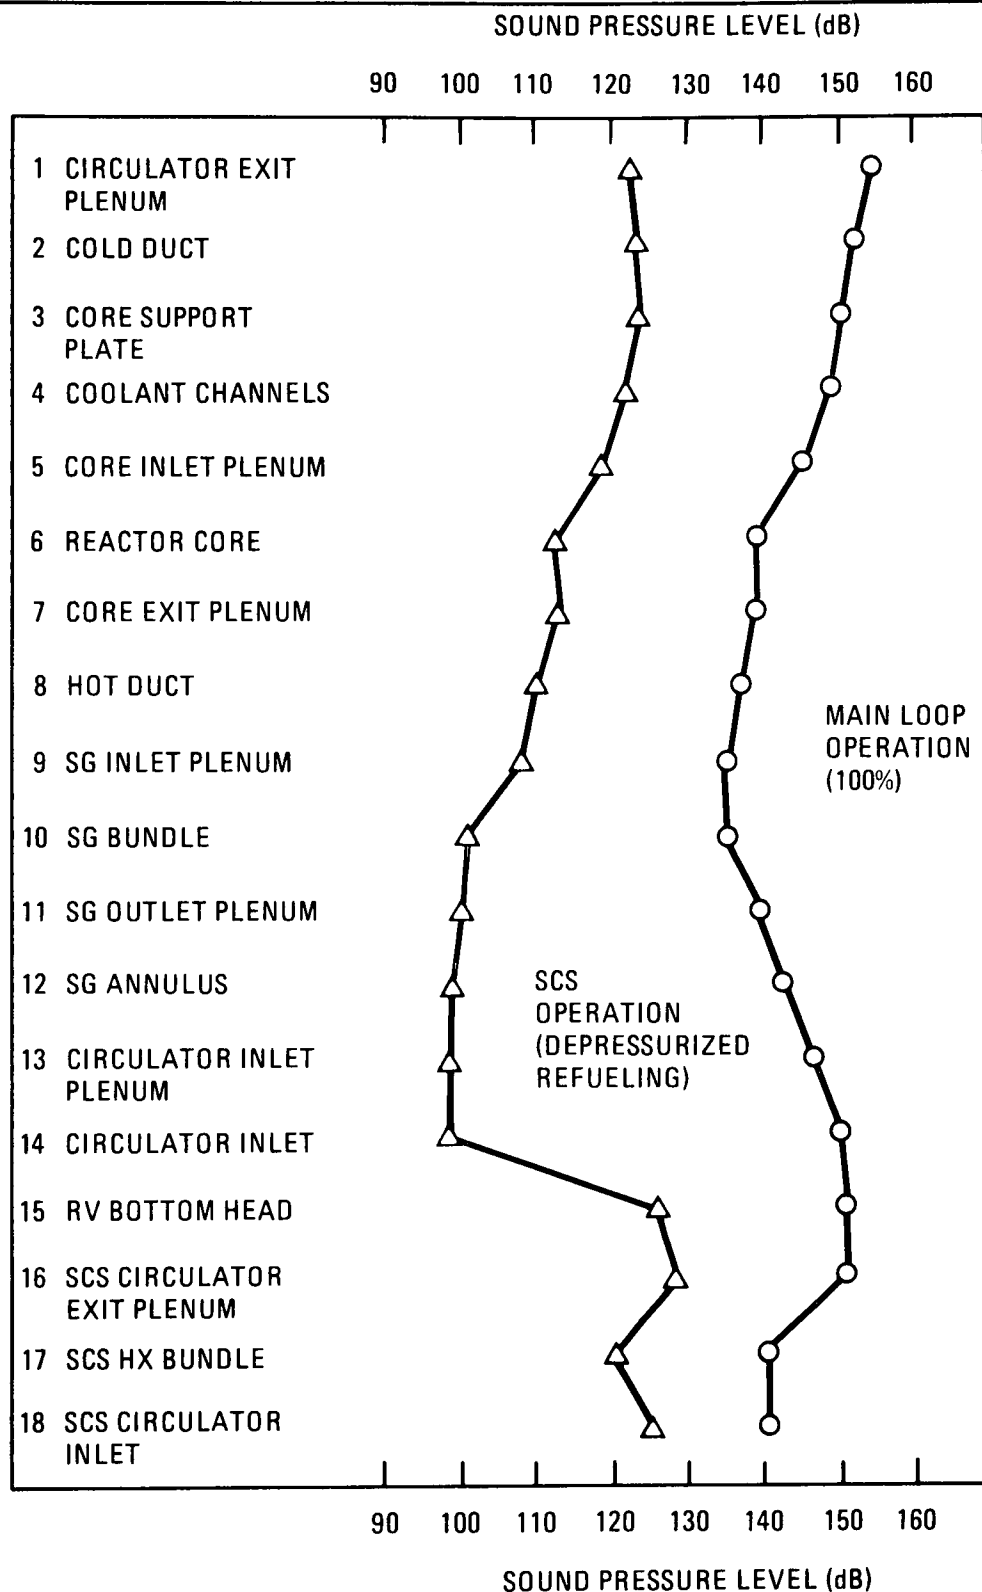 SOUND PRESSURE LEVEL (dB)
90 100 110 120 130 140 150 160
1 CIRCULATOR EXIT
PLENUM
2 COLD DUCT
3 CORE SUPPORT
PLATE
4 COOLANT CHANNELS
5 CORE INLET PLENUM
6 REACTOR CORE
7 CORE EXIT PLENUM
8 HOT DUCT
MAIN LOOP
OPERATION
(100%)
9 SG INLET PLENUM
10 SG BUNDLE
11 SG OUTLET PLENUM
12 SG ANNULUS
SCS
OPERATION
(DEPRESSURIZED
REFUELING)
13 CIRCULATOR INLET
PLENUM
14 CIRCULATOR INLET
15 RV BOTTOM HEAD
16 SCS CIRCULATOR
EXIT PLENUM
17 SCS HX BUNDLE
18 SCS CIRCULATOR
INLET
90 100 110 120 130 140 150 160
SOUND PRESSURE LEVEL (dB)